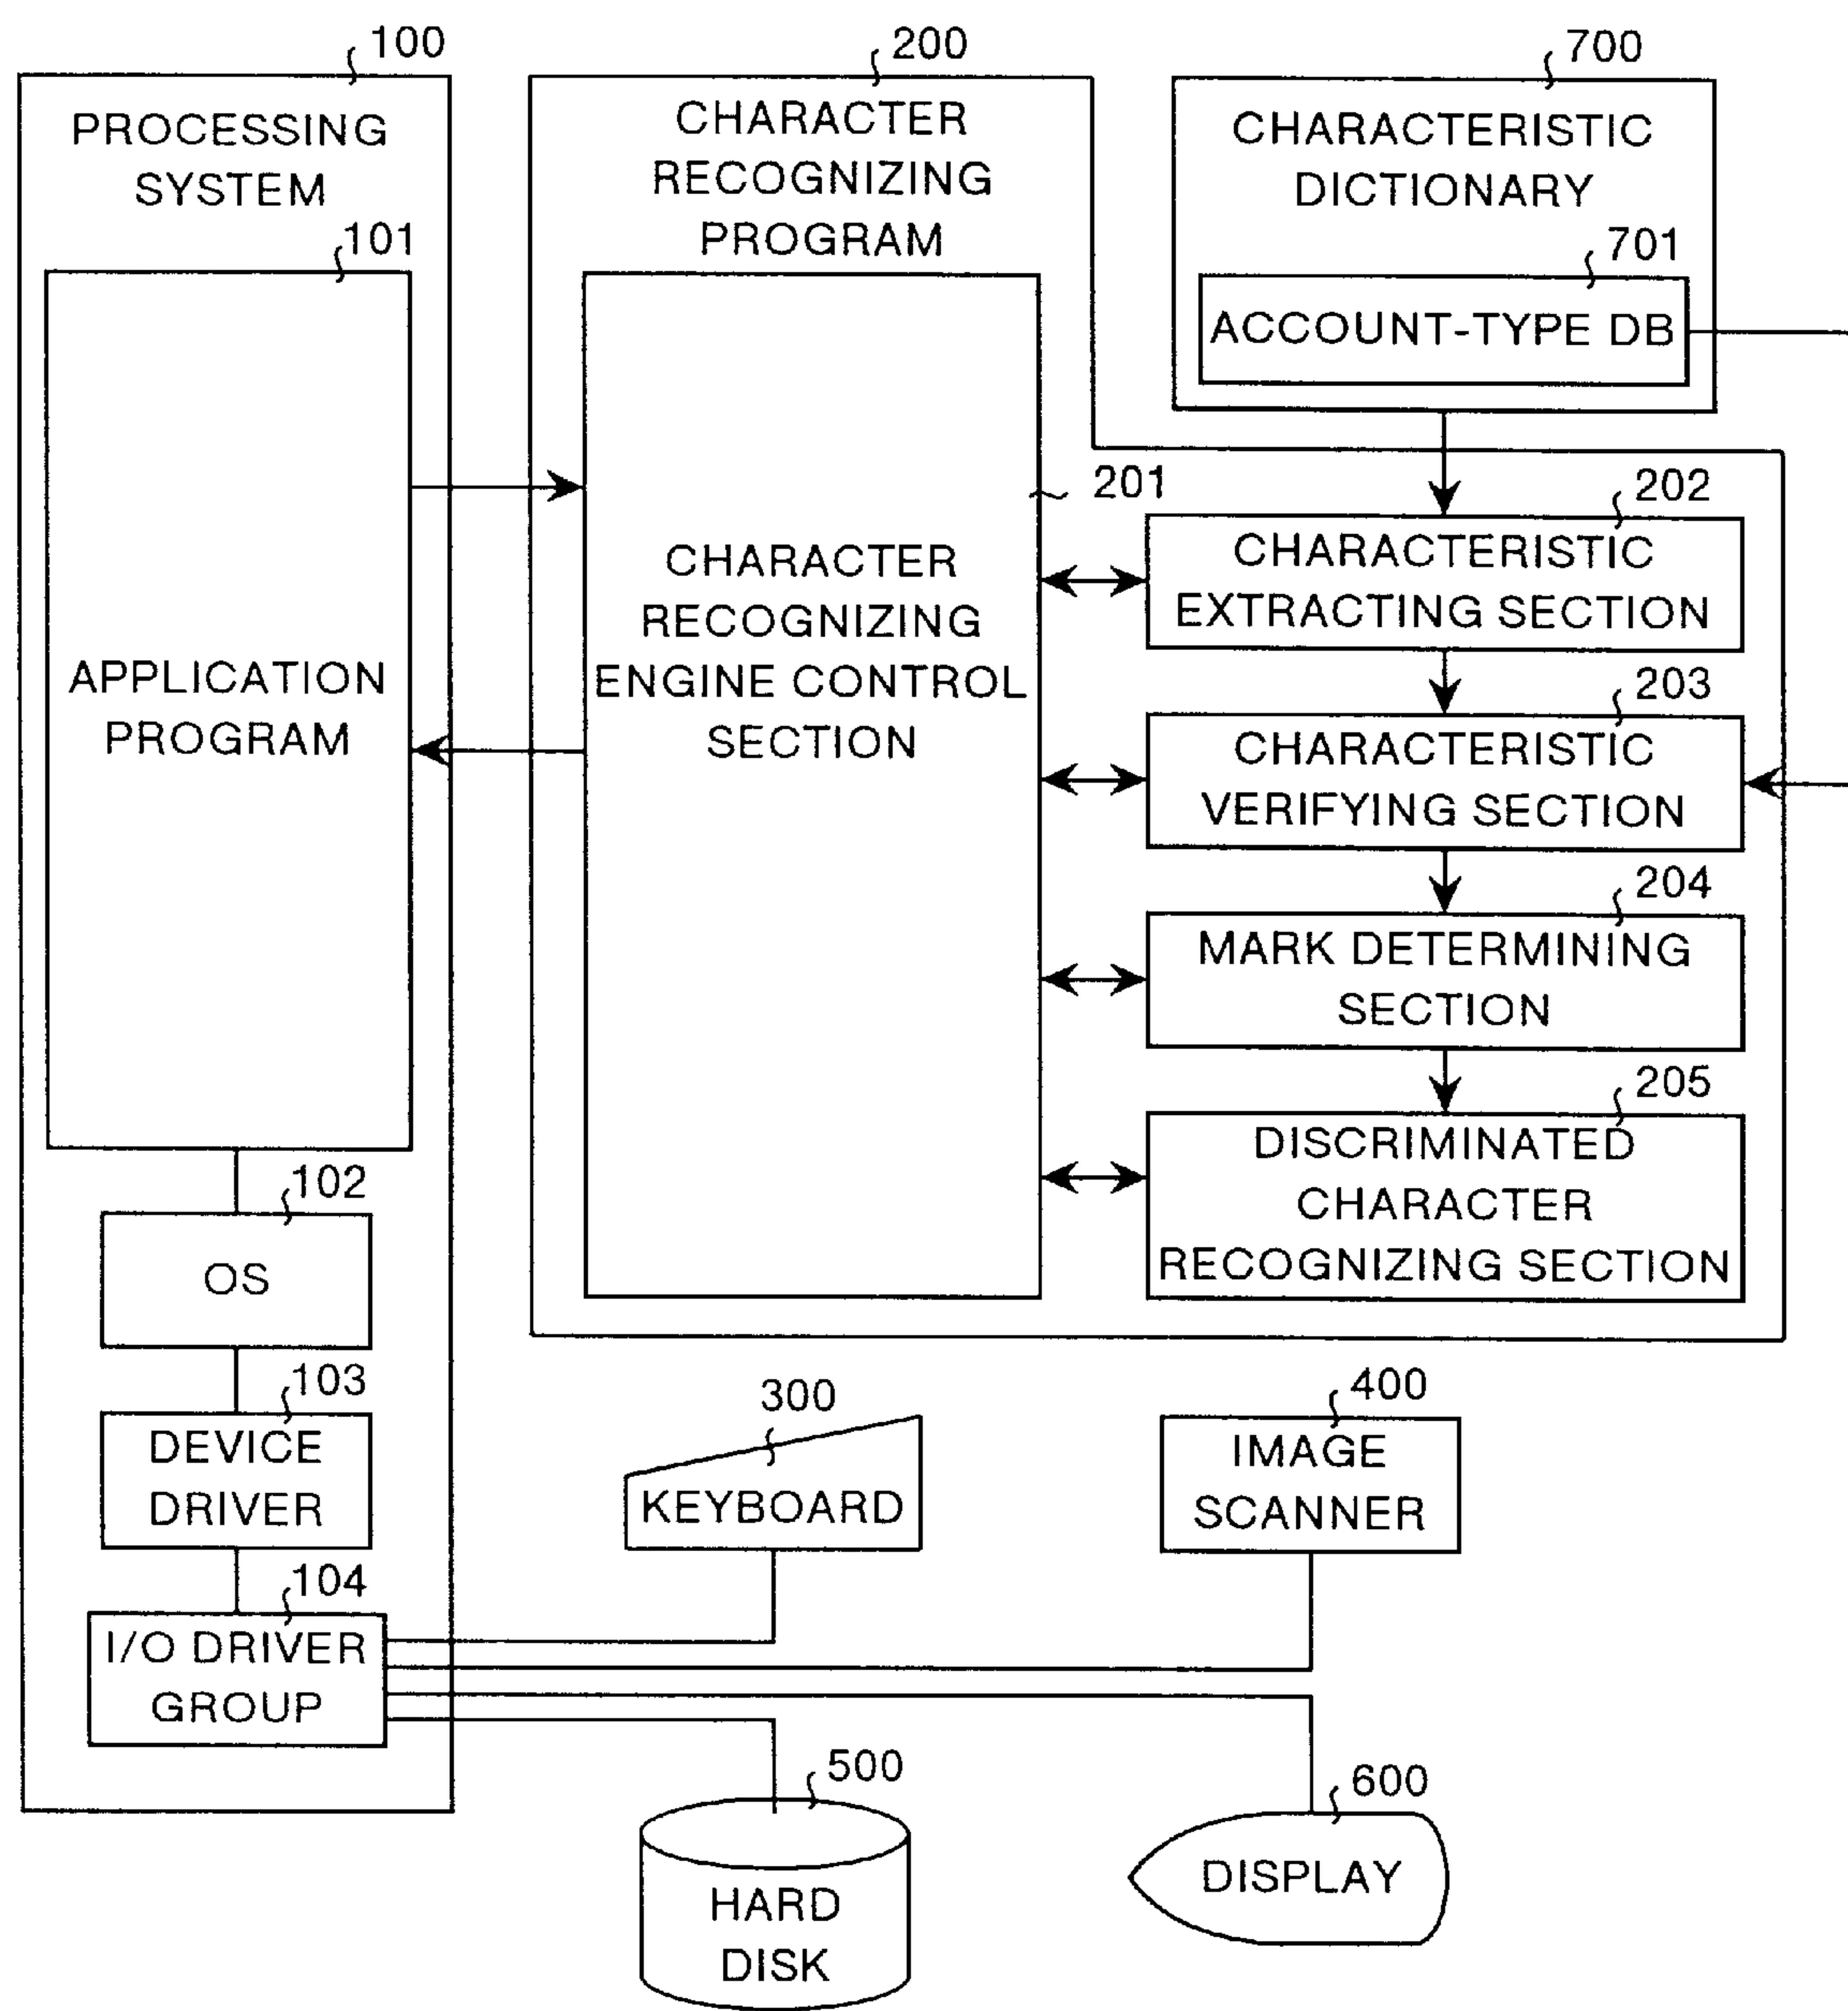 100
PROCESSING
SYSTEM
101
APPLICATION
PROGRAM
102
OS
103
DEVICE
DRIVER
104
I/O DRIVER
GROUP
200
CHARACTER
RECOGNIZING
PROGRAM
201
CHARACTER
RECOGNIZING
ENGINE CONTROL
SECTION
700
CHARACTERISTIC
DICTIONARY
701
ACCOUNT-TYPE DB
202
CHARACTERISTIC
EXTRACTING SECTION
203
CHARACTERISTIC
VERIFYING SECTION
204
MARK DETERMINING
SECTION
205
DISCRIMINATED
CHARACTER
RECOGNIZING SECTION
300
KEYBOARD
400
IMAGE
SCANNER
500
HARD
DISK
600
DISPLAY